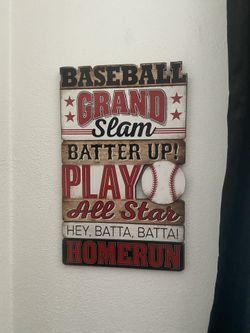 BASEBALL
GRAND
Slam
BATTER UP!
PLAY
All Star
HEY, BATTA, BATTA!
HOMERUN